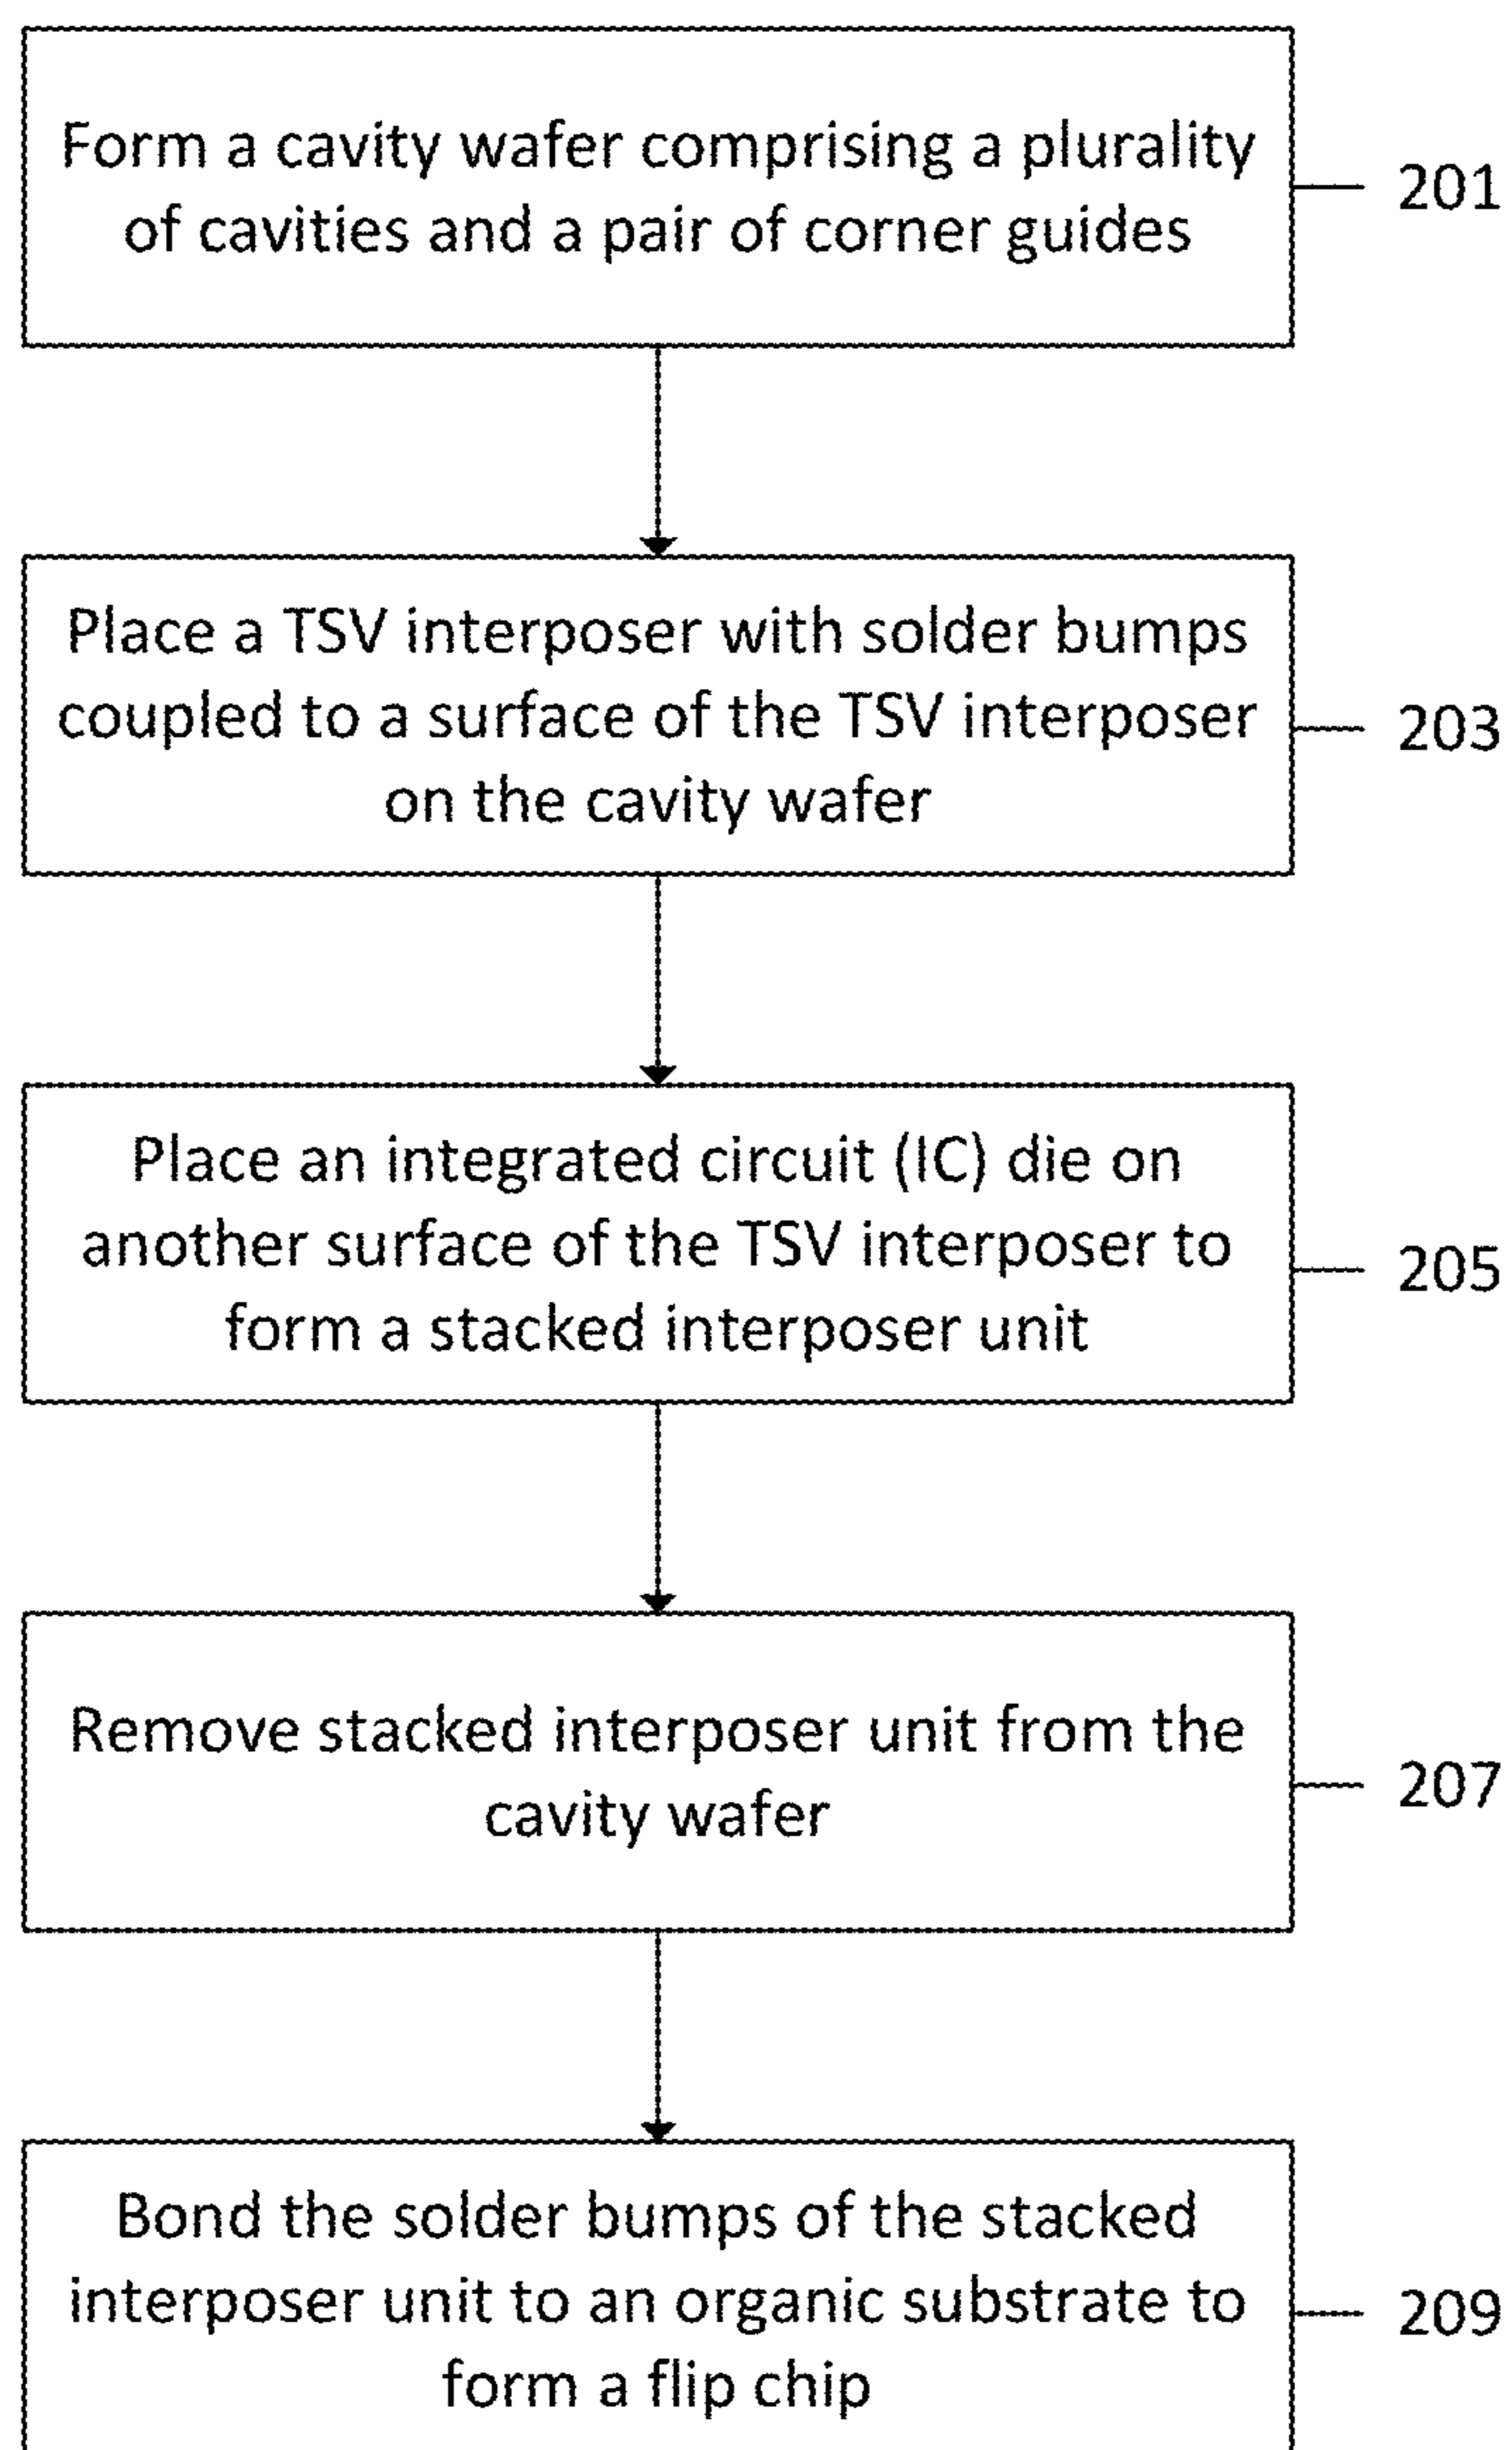 Form a cavity wafer comprising a plurality
of cavities and a pair of corner guides
201
Place a TSV interposer with solder bumps
coupled to a surface of the TSV interposer
on the cavity wafer
203
Place an integrated circuit (IC) die on
another surface of the TSV interposer to
form a stacked interposer unit
205
Remove stacked interposer unit from the
cavity wafer
207
Bond the solder bumps of the stacked
interposer unit to an organic substrate to
form a flip chip
209